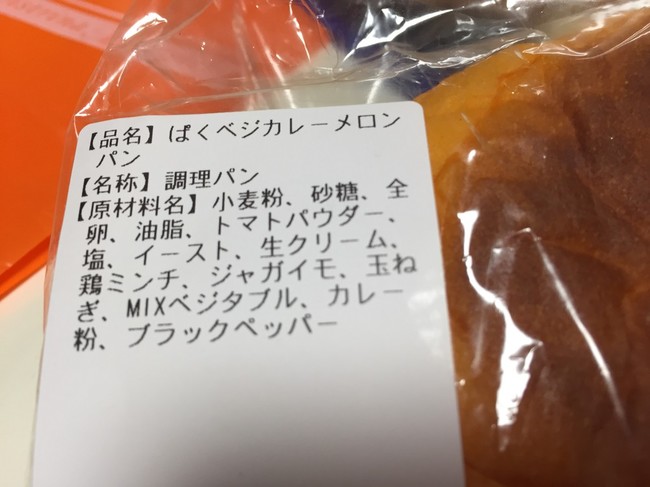 【品名】ぱくベジカレーメロン
パン
【名称】調理パン
【原材料名】小麦粉、砂糖、全
卵、油脂、トマトパウダー、
塩、イースト、生クリーム、
鶏ミンチ、ジャガイモ、玉ね
ぎ、MIXベジタブル、カレー
粉、ブラックペッパー